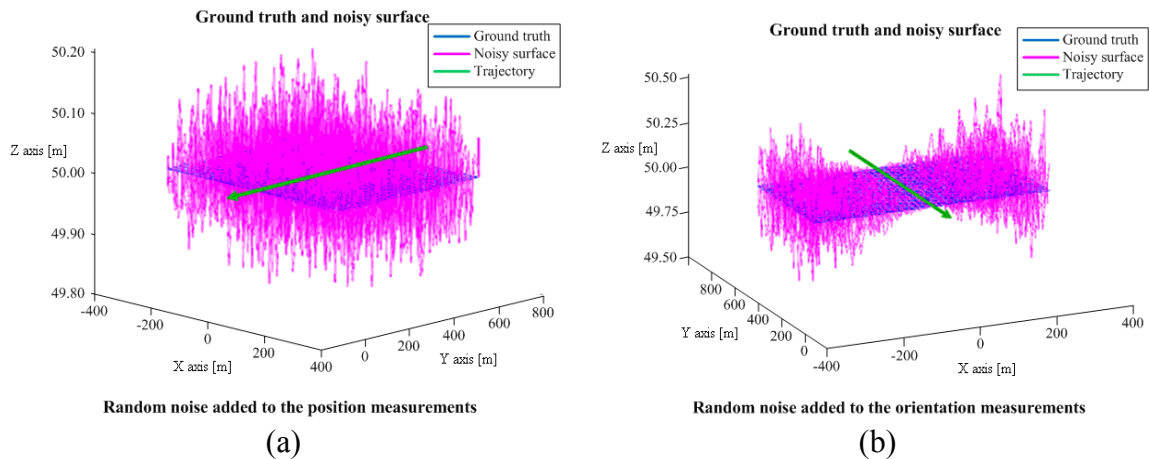 Ground truth and noisy surface
Ground truth
Noisy surface
Trajectory
50.20
50.10
Z axis [m]
50.00
49.90
49.80
-400
-200
0
200
400
X axis [m]
0
200
400
600
800
Y axis [m]
Random noise added to the position measurements
(a)
Ground truth and noisy surface
Ground truth
Noisy surface
Trajectory
50.50
50.25
Z axis [m]
50.00
49.75
49.50
800
600
400
200
0
Y axis [m]
-400
-200
0
200
400
X axis [m]
Random noise added to the orientation measurements
(b)